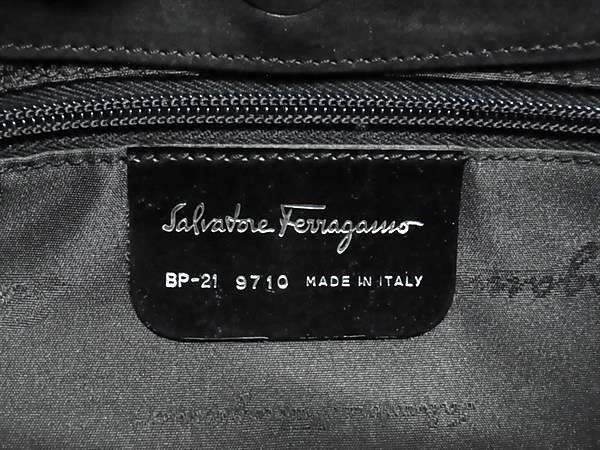 Salvatore Ferragamo
BP-21 9710 MADE IN ITALY